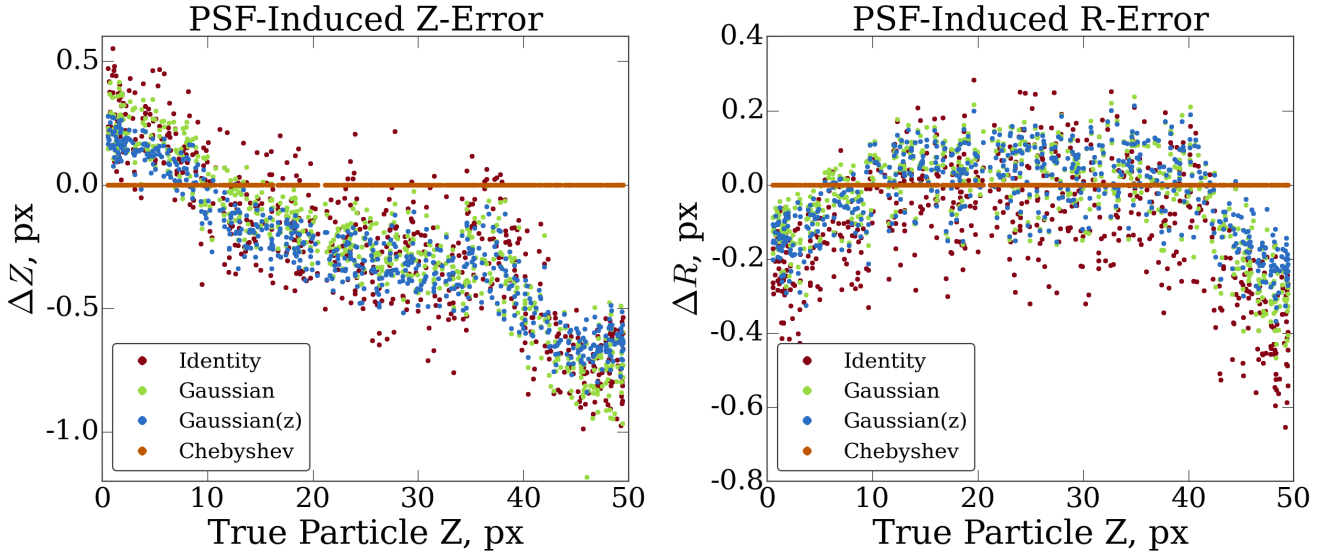 PSF-Induced Z-Error
0.5
0.0
-0.5
-1.0
ΔZ, px
Identity
Gaussian
Gaussian(z)
Chebyshev
0 10 20 30 40 50
True Particle Z, px
PSF-Induced R-Error
0.4
0.2
0.0
-0.2
-0.4
-0.6
-0.8
ΔR, px
Identity
Gaussian
Gaussian(z)
Chebyshev
0 10 20 30 40 50
True Particle Z, px